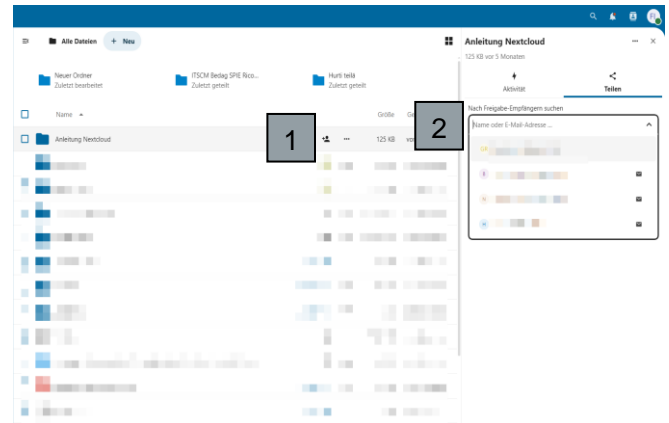 Alle Dateien + Neu
Neuer Ordner
Zuletzt bearbeitet
ITSCM Bedag SPIE Rico...
Zuletzt geteilt
Hurti teilä
Zuletzt geteilt
Name
Größe
Anleitung Nextcloud
125 KB
1
2
Anleitung Nextcloud
125 KB vor 5 Monaten
Aktivität
Teilen
Nach Freigabe-Empfängern suchen
Name oder E-Mail-Adresse ...